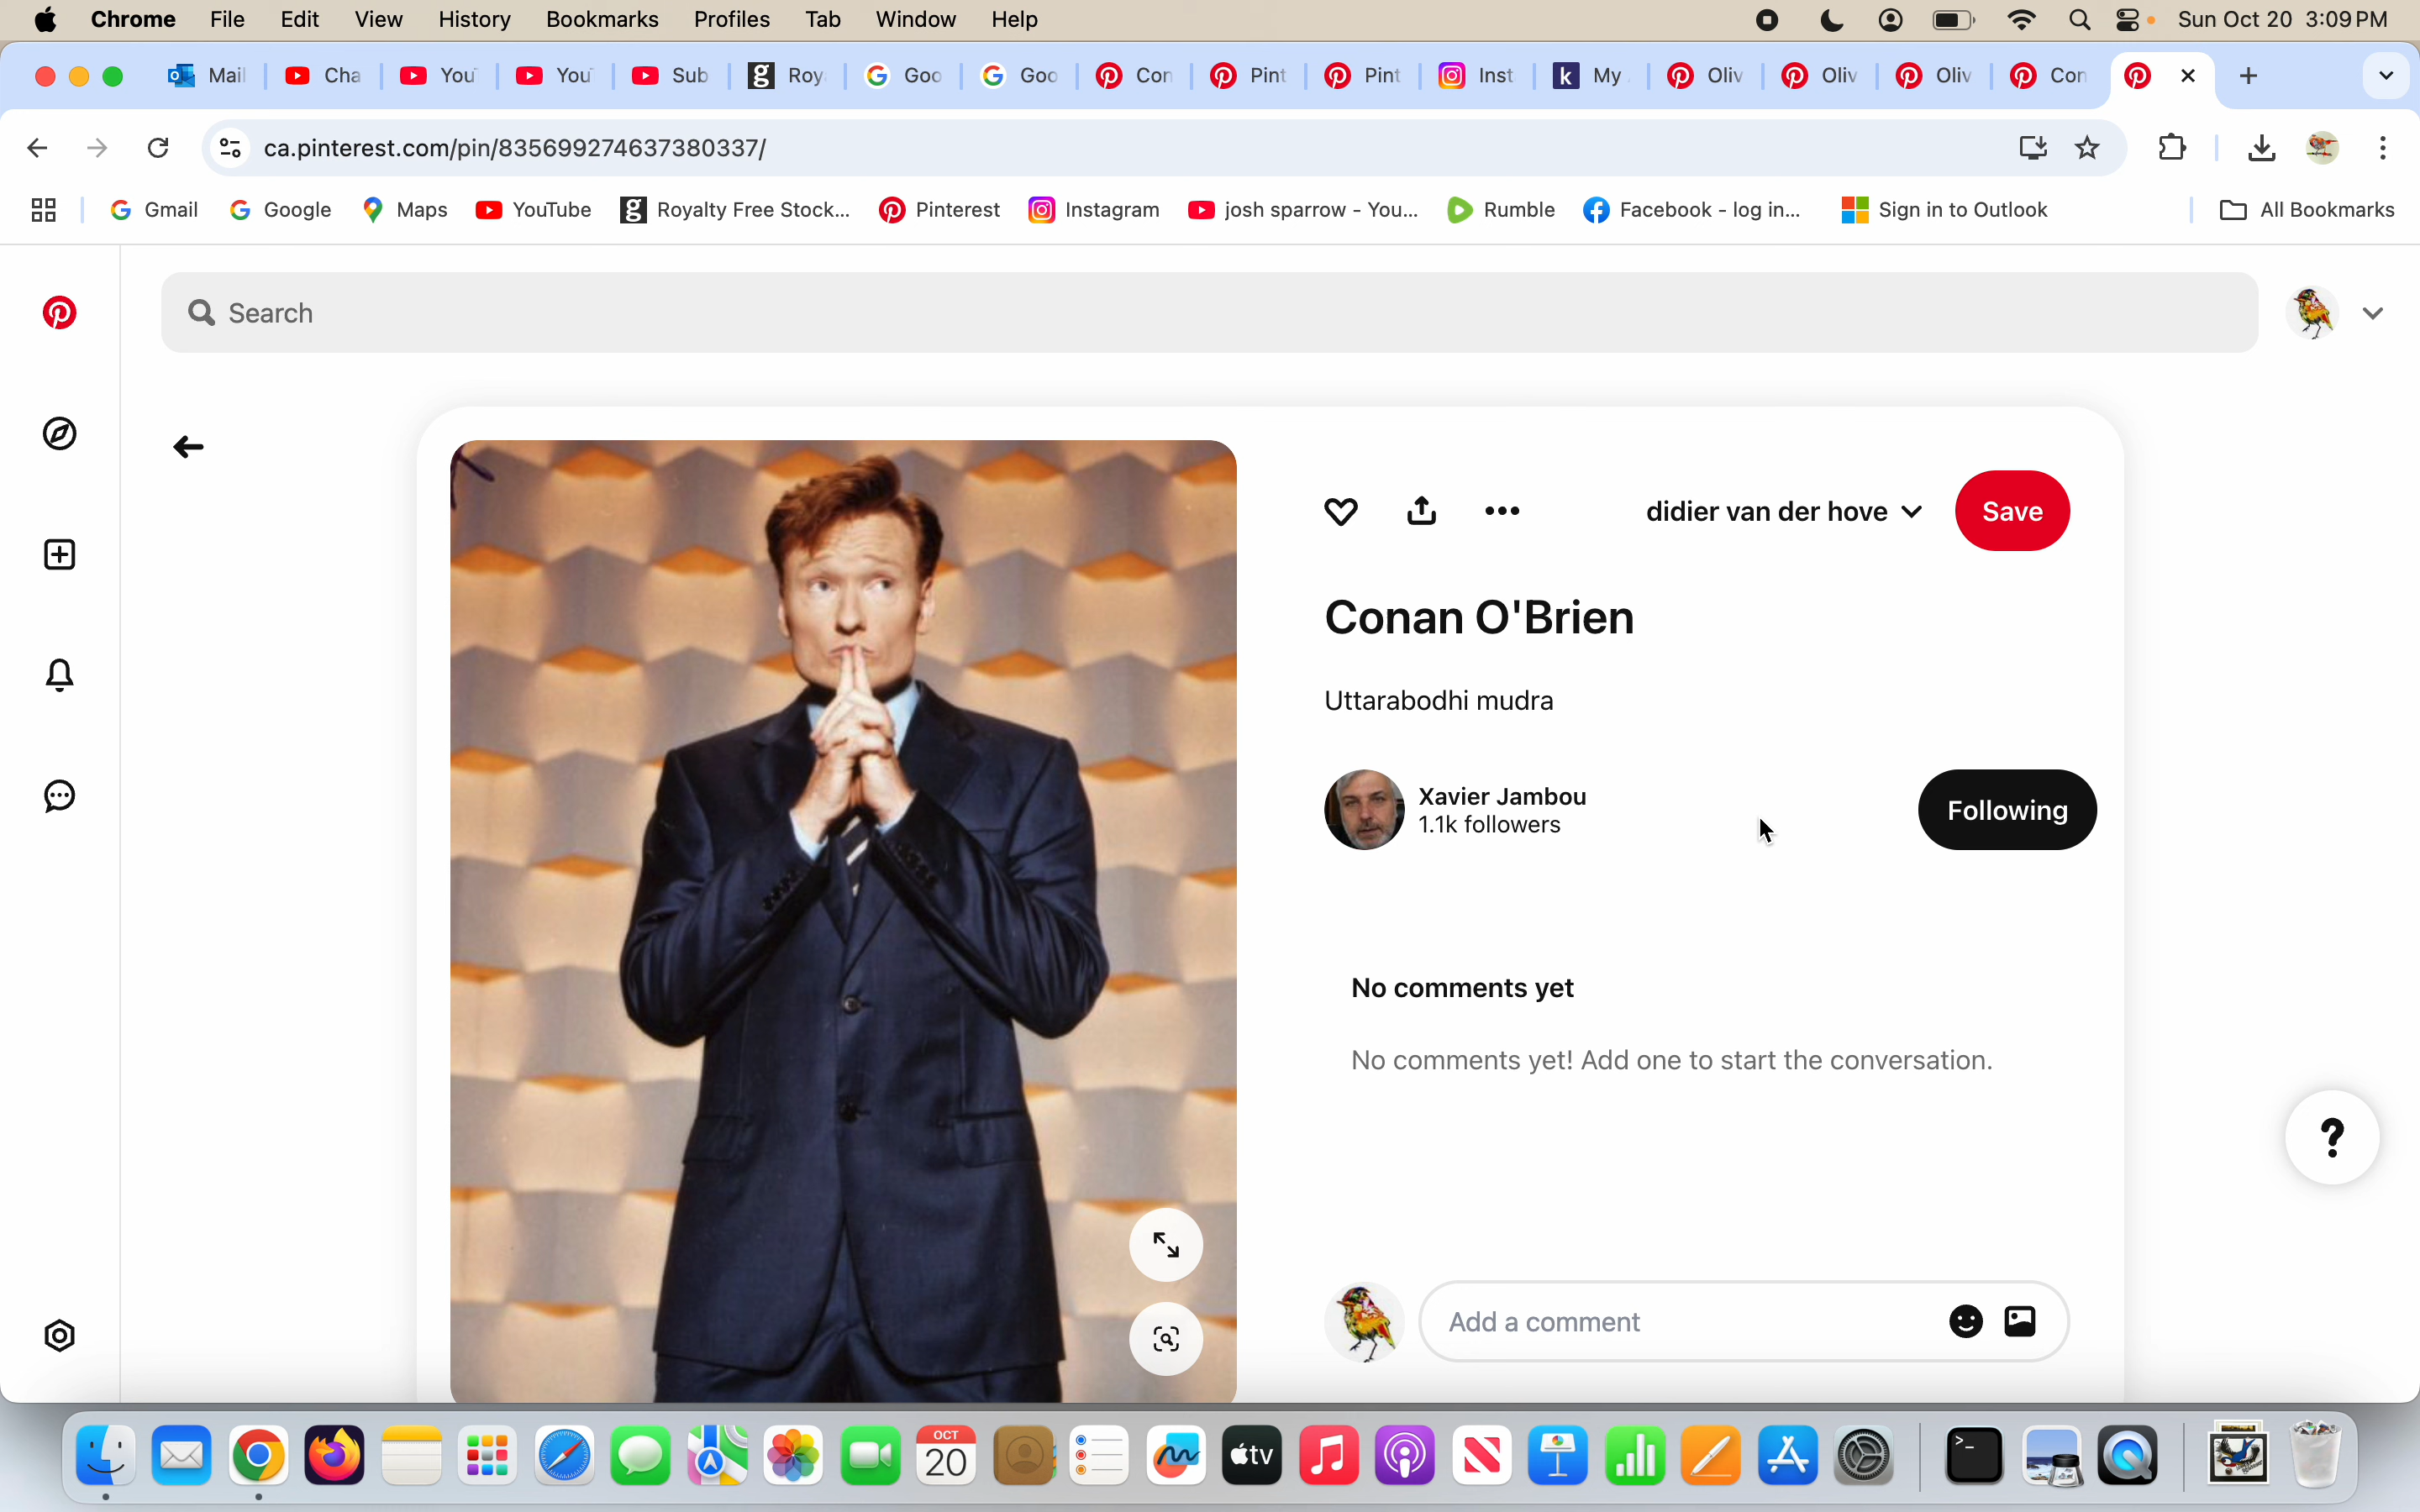 Chrome File Edit View History Bookmarks Profiles Tab Window Help Sun Oct 20 3:09 PM
Mail Cha You You Sub Roy Goo Goo Con Pint Pint Inst My Oliv Oliv Oliv Con
ca.pinterest.com/pin/835699274637380337/
Gmail Google Maps YouTube Royalty Free Stock... Pinterest Instagram josh sparrow - You... Rumble Facebook - log in... Sign in to Outlook All Bookmarks
Search
didier van der hove Save
Conan O'Brien
Uttarabodhi mudra
Xavier Jambou
1.1k followers
Following
No comments yet
No comments yet! Add one to start the conversation.
?
Add a comment
OCT
20
tv